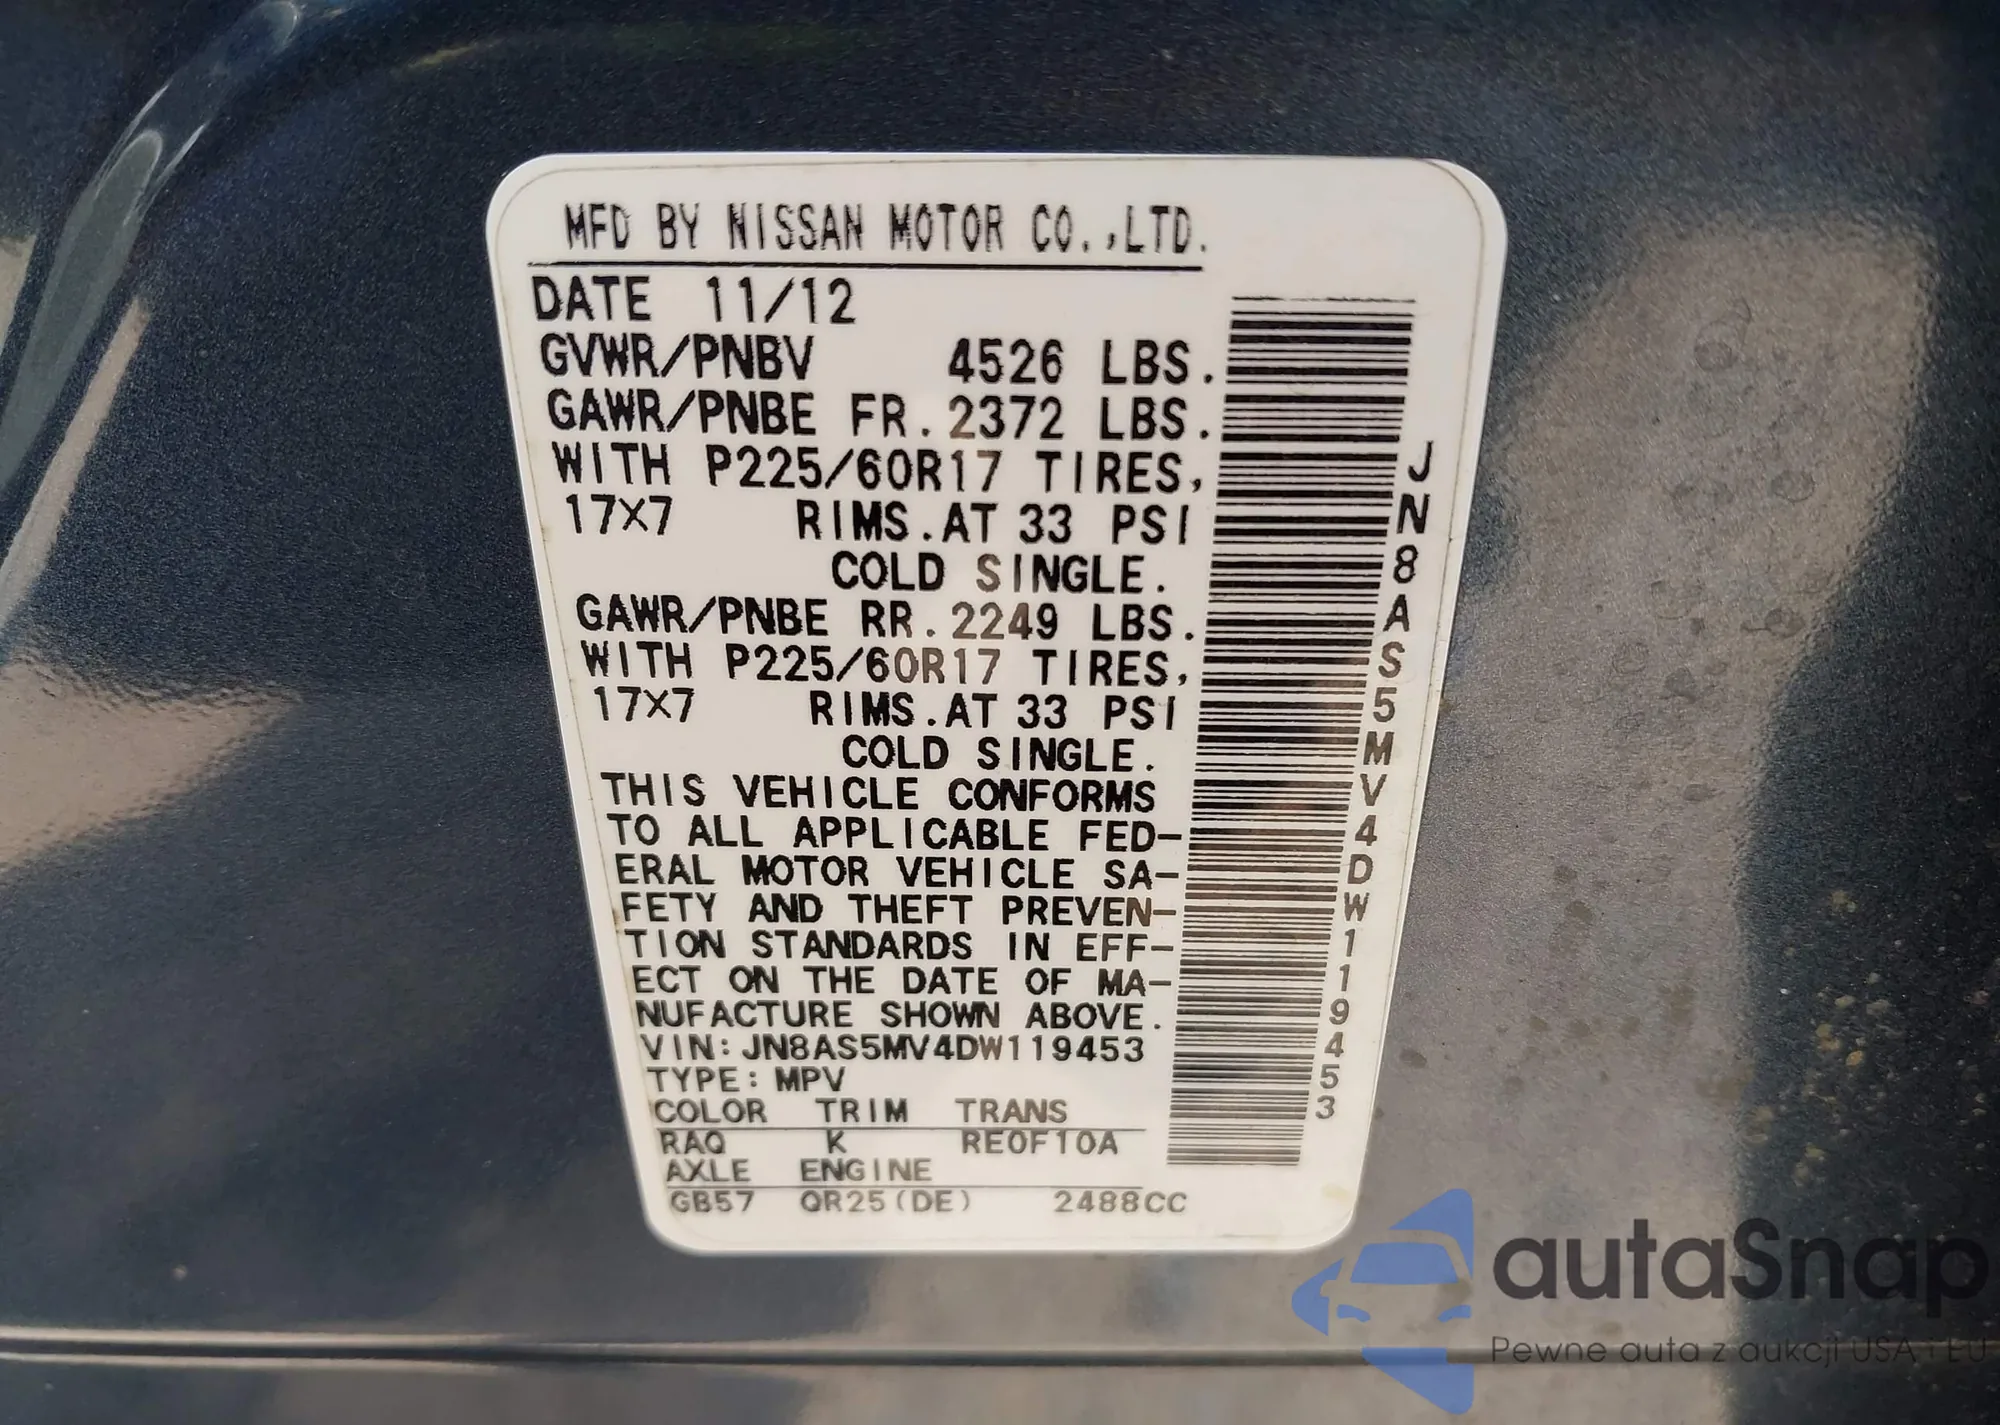 MFD BY NISSAN MOTOR CO.,LTD.
DATE 11/12
GVWR/PNBV 4526 LBS.
GAWR/PNBE FR.2372 LBS.
WITH P225/60R17 TIRES,
17X7 RIMS.AT 33 PSI
COLD SINGLE.
GAWR/PNBE RR.2249 LBS.
WITH P225/60R17 TIRES,
17X7 RIMS.AT 33 PSI
COLD SINGLE.
THIS VEHICLE CONFORMS
TO ALL APPLICABLE FED-
ERAL MOTOR VEHICLE SA-
FETY AND THEFT PREVEN-
TION STANDARDS IN EFF-
ECT ON THE DATE OF MA-
NUFACTURE SHOWN ABOVE.
VIN:JN8AS5MV4DW119453
TYPE:MPV
COLOR TRIM TRANS
RAQ K RE0F10A
AXLE ENGINE
GB57 QR25(DE) 2488CC
JN8AS5MV4DW119453
autaSnap
Pewne auta z aukcji USA i EU